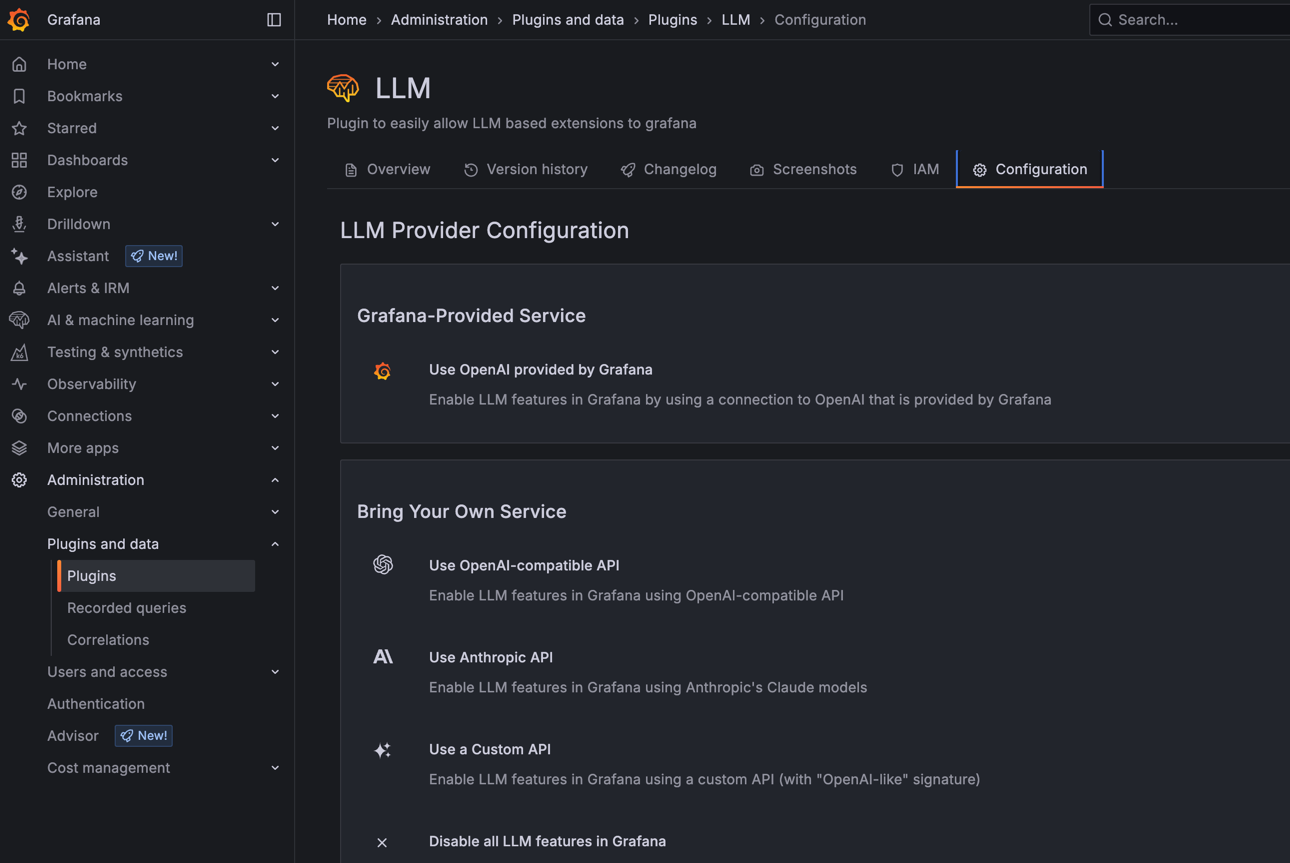 Grafana
Home › Administration › Plugins and data › Plugins › LLM › Configuration
Search...
Home
Bookmarks
Starred
Dashboards
Explore
Drilldown
Assistant New!
Alerts & IRM
AI & machine learning
Testing & synthetics
Observability
Connections
More apps
Administration
General
Plugins and data
Plugins
Recorded queries
Correlations
Users and access
Authentication
Advisor New!
Cost management
LLM
Plugin to easily allow LLM based extensions to grafana
Overview Version history Changelog Screenshots IAM Configuration
LLM Provider Configuration
Grafana-Provided Service
Use OpenAI provided by Grafana
Enable LLM features in Grafana by using a connection to OpenAI that is provided by Grafana
Bring Your Own Service
Use OpenAI-compatible API
Enable LLM features in Grafana using OpenAI-compatible API
Use Anthropic API
Enable LLM features in Grafana using Anthropic's Claude models
Use a Custom API
Enable LLM features in Grafana using a custom API (with "OpenAI-like" signature)
Disable all LLM features in Grafana